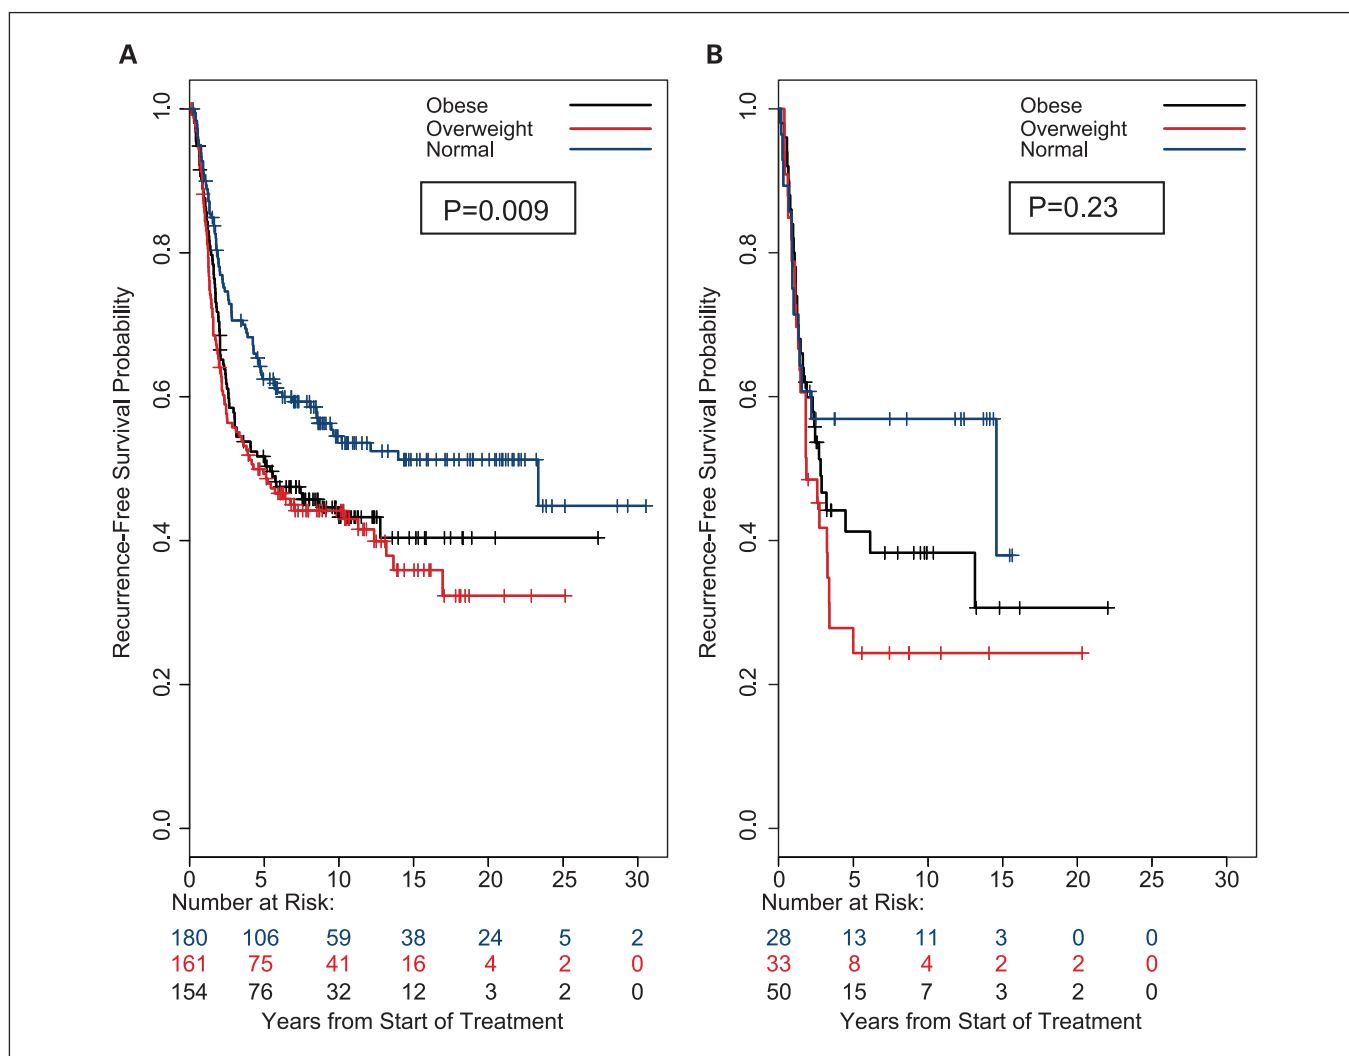 A
Obese
Overweight
Normal
P=0.009
Recurrence-Free Survival Probability
1.0
0.8
0.6
0.4
0.2
0.0
0 5 10 15 20 25 30
Number at Risk:
180 106 59 38 24 5 2
161 75 41 16 4 2 0
154 76 32 12 3 2 0
Years from Start of Treatment
B
Obese
Overweight
Normal
P=0.23
Recurrence-Free Survival Probability
1.0
0.8
0.6
0.4
0.2
0.0
0 5 10 15 20 25 30
Number at Risk:
28 13 11 3 0 0
33 8 4 2 2 0
50 15 7 3 2 0
Years from Start of Treatment